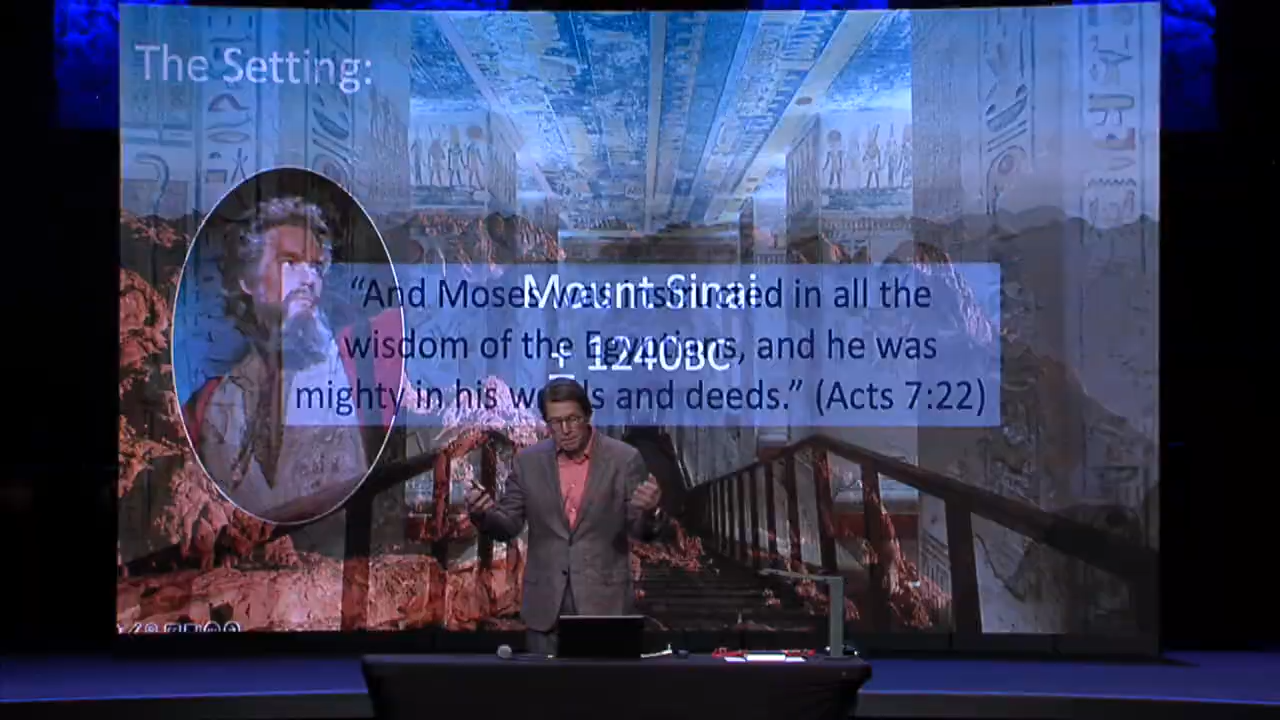 The Setting:
“And Moses was instructed in all the
wisdom of the Egyptians, and he was
mighty in his words and deeds.” (Acts 7:22)
Mount Sinai
± 1240BC